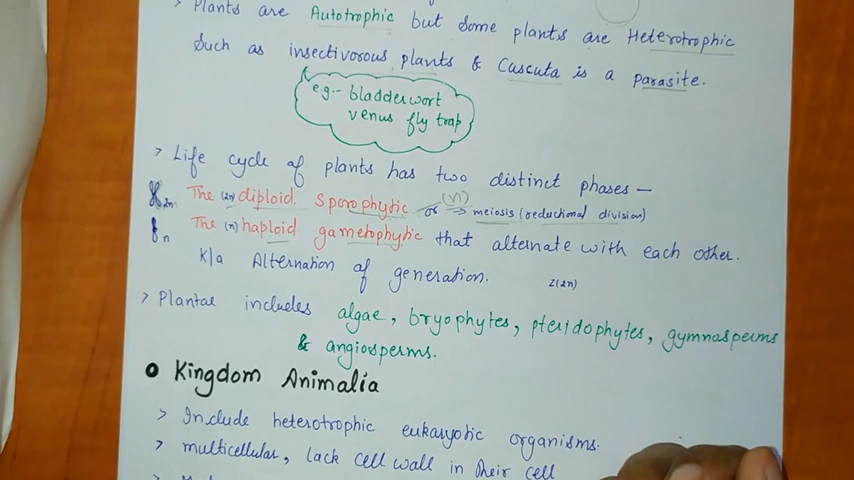 > Plants are Autotrophic but some plants are Heterotrophic
Such as insectivorous plants & Cuscuta is a parasite.
e.g:- bladderwort
venus fly trap
> Life cycle of plants has two distinct phases —
2n The (2n) diploid Sporophytic or (n) → meiosis (reductional division)
n The (n) haploid gametophytic that alternate with each other.
K/a Alternation of generation. Z(2n)
> Plantae includes algae, bryophytes, pteridophytes, gymnosperms
& angiosperms.
• Kingdom Animalia
> Include heterotrophic eukaryotic organisms.
> multicellular, lack cell wall in their cell